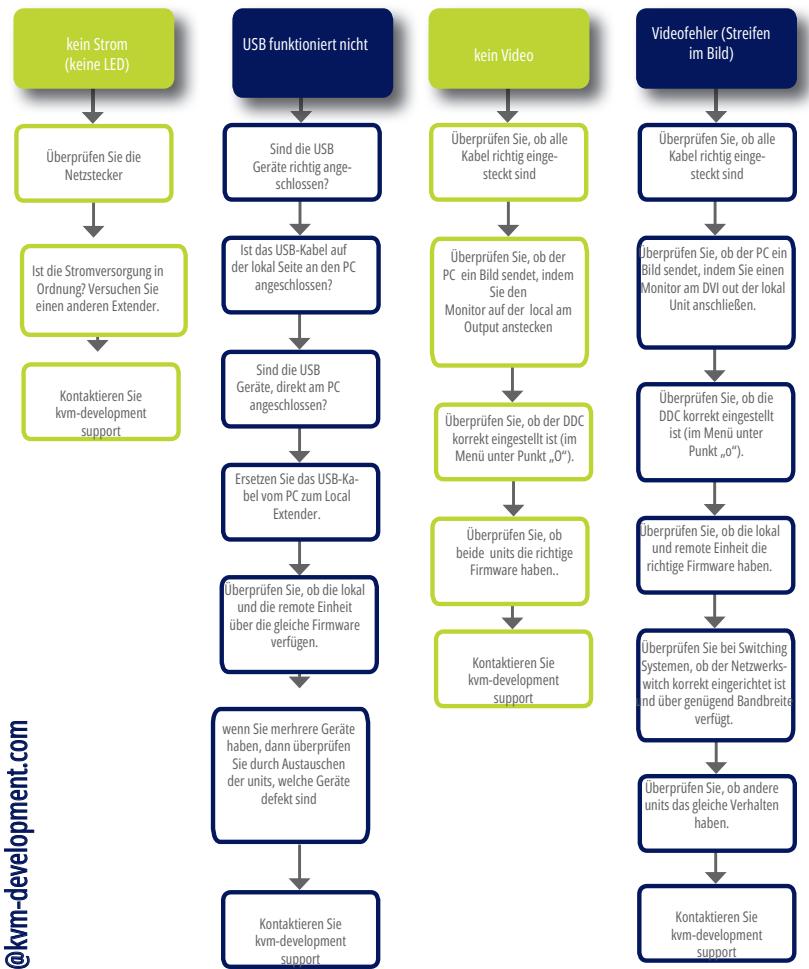 kein Strom
(keine LED)
Überprüfen Sie die
Netzstecker
Ist die Stromversorgung in
Ordnung? Versuchen Sie
einen anderen Extender.
Kontaktieren Sie
kvm-development
support
USB funktioniert nicht
Sind die USB
Geräte richtig ange-
schlossen?
Ist das USB-Kabel auf
der lokal Seite an den PC
angeschlossen?
Sind die USB
Geräte, direkt am PC
angeschlossen?
Ersetzen Sie das USB-Ka-
bel vom PC zum Local
Extender.
Überprüfen Sie, ob die lokal
und die remote Einheit
über die gleiche Firmware
verfügen.
wenn Sie merhrere Geräte
haben, dann überprüfen
Sie durch Austauschen
der units, welche Geräte
defekt sind
Kontaktieren Sie
kvm-development
support
kein Video
Überprüfen Sie, ob alle
Kabel richtig einge-
steckt sind
Überprüfen Sie, ob der
PC ein Bild sendet, indem
Sie den
Monitor auf der local am
Output anstecken
Überprüfen Sie, ob der DDC
korrekt eingestellt ist (im
Menü unter Punkt „O“).
Überprüfen Sie, ob
beide units die richtige
Firmware haben..
Kontaktieren Sie
kvm-development
support
Videofehler (Streifen
im Bild)
Überprüfen Sie, ob alle
Kabel richtig einge-
steckt sind
Überprüfen Sie, ob der PC ein
Bild sendet, indem Sie einen
Monitor am DVI out der lokal
Unit anschließen.
Überprüfen Sie, ob die
DDC korrekt eingestellt
ist (im Menü unter
Punkt „o“).
Überprüfen Sie, ob die lokal
und remote Einheit die
richtige Firmware haben.
Überprüfen Sie bei Switching
Systemen, ob der Netzwerks-
witch korrekt eingerichtet ist
und über genügend Bandbreite
verfügt.
Überprüfen Sie, ob andere
units das gleiche Verhalten
haben.
Kontaktieren Sie
kvm-development
support
@kvm-development.com